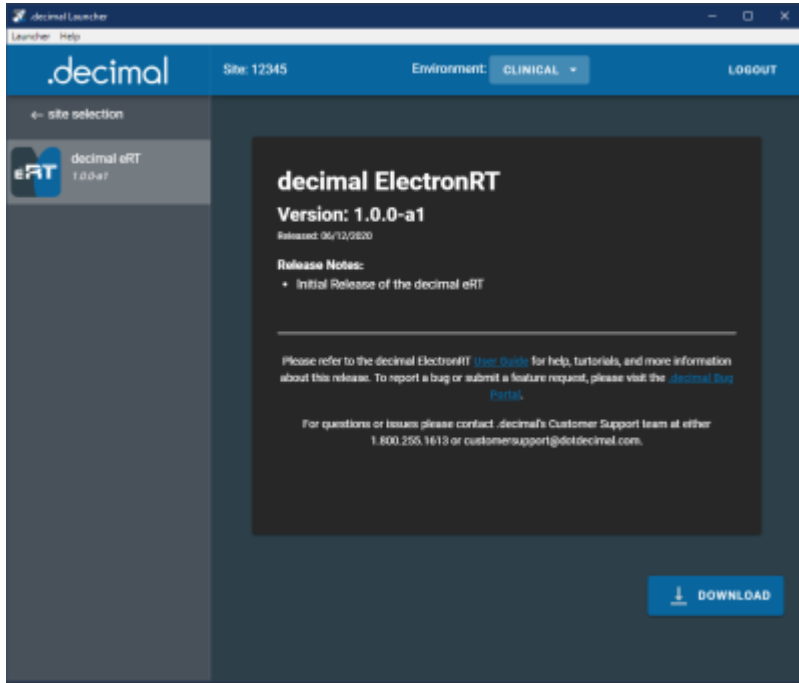 .decimal Launcher
Launcher Help
.decimal
Site: 12345
Environment:
CLINICAL
LOGOUT
← site selection
eRT
decimal eRT
1.0.0-a1
decimal ElectronRT
Version: 1.0.0-a1
Released: 06/12/2020
Release Notes:
• Initial Release of the decimal eRT
Please refer to the decimal ElectronRT User Guide for help, turtorials, and more information
about this release. To report a bug or submit a feature request, please visit the .decimal Bug
Portal.
For questions or issues please contact .decimal's Customer Support team at either
1.800.255.1613 or customersupport@dotdecimal.com.
DOWNLOAD